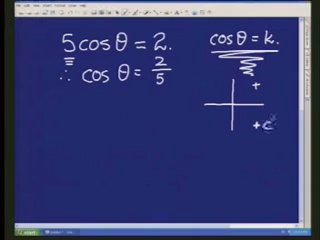 5 cos θ = 2.
∴ cos θ = 2/5
cos θ = k.
+
+ c